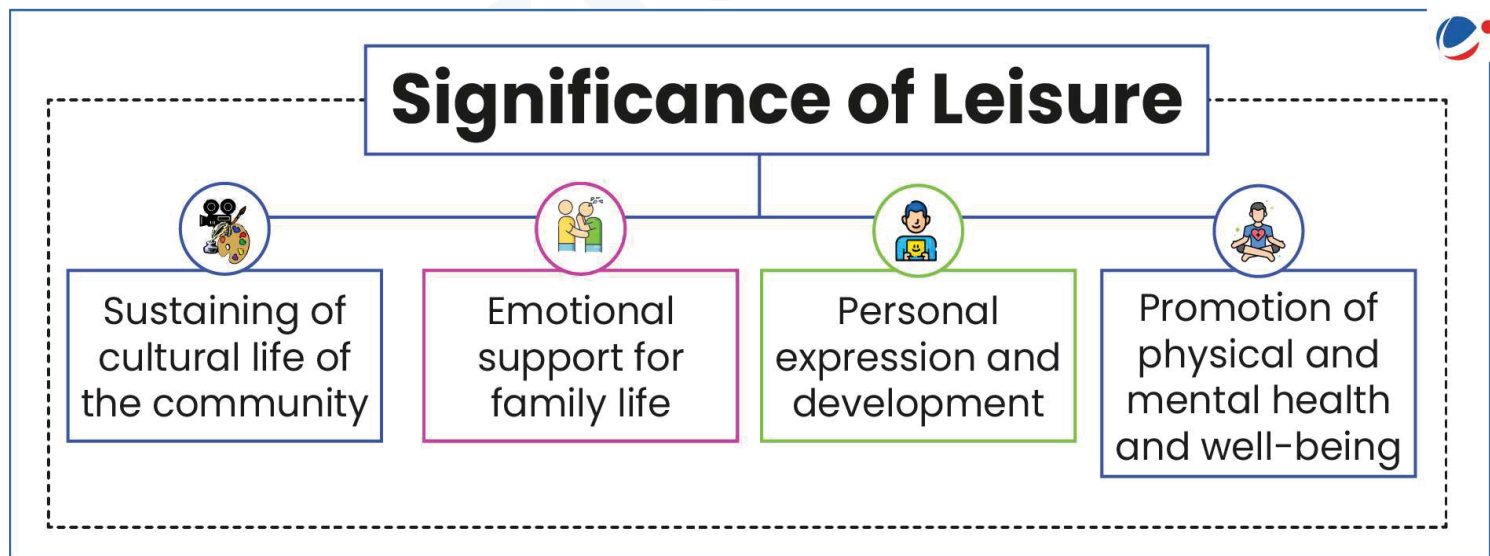 Significance of Leisure
Sustaining of
cultural life of
the community
Emotional
support for
family life
Personal
expression and
development
Promotion of
physical and
mental health
and well-being